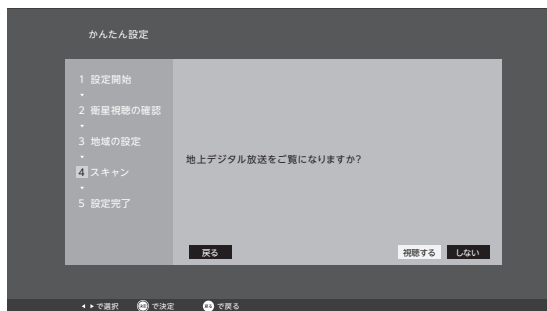 かんたん設定
1 設定開始
2 衛星視聴の確認
3 地域の設定
4 スキャン
5 設定完了
地上デジタル放送をご覧になりますか?
戻る
視聴する
しない
で選択 で決定 で戻る